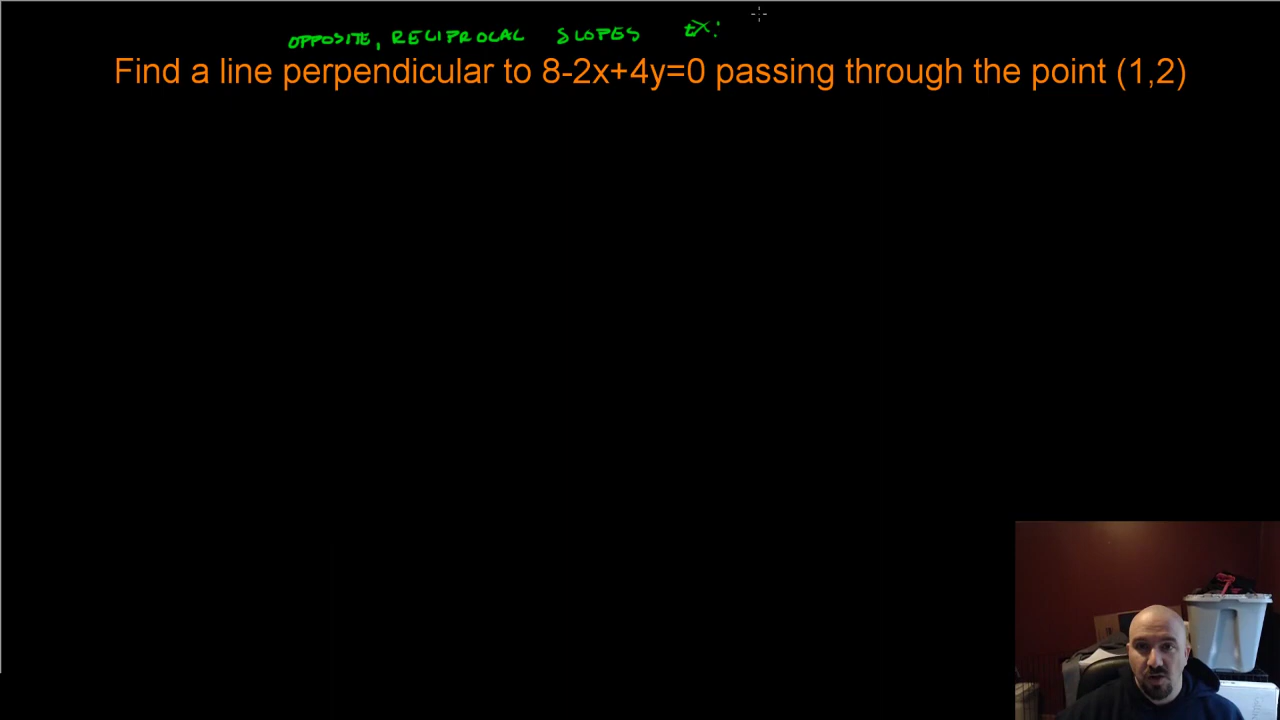 OPPOSITE, RECIPROCAL SLOPES EX:
Find a line perpendicular to 8-2x+4y=0 passing through the point (1,2)